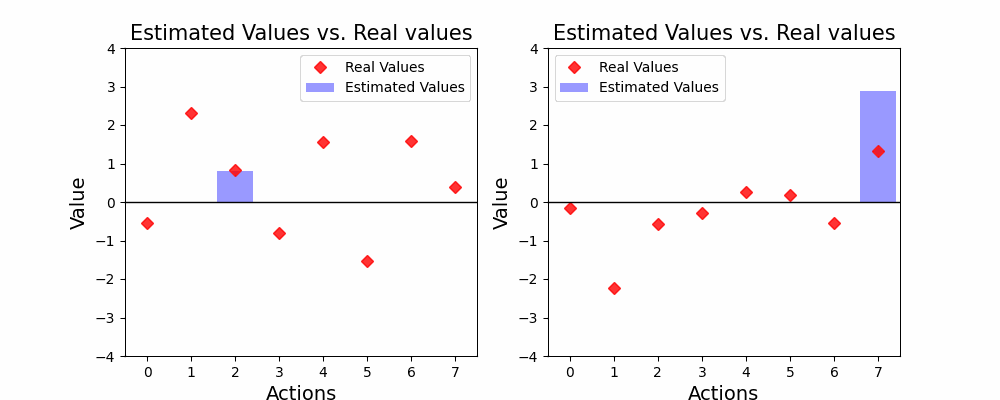 Estimated Values vs. Real values
4
3
2
1
0
−1
−2
−3
−4
Value
Real Values
Estimated Values
0 1 2 3 4 5 6 7
Actions
Estimated Values vs. Real values
4
3
2
1
0
−1
−2
−3
−4
Value
Real Values
Estimated Values
0 1 2 3 4 5 6 7
Actions